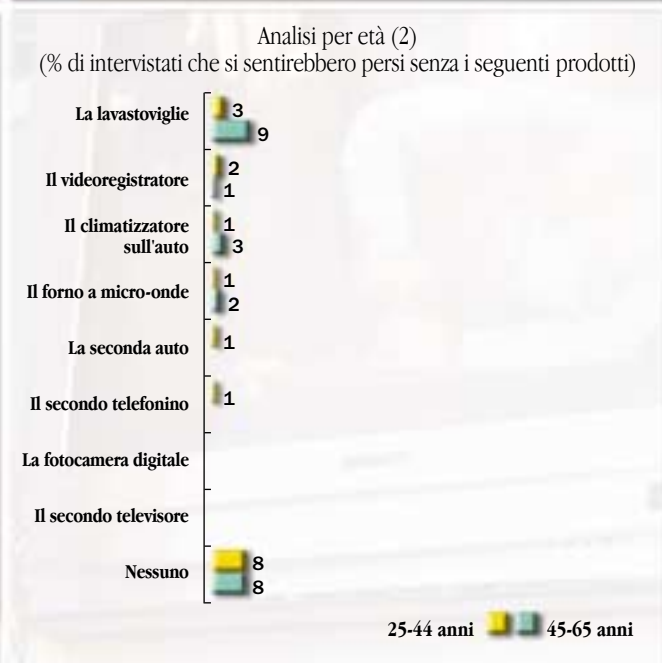 Analisi per età (2)
(% di intervistati che si sentirebbero persi senza i seguenti prodotti)
La lavastoviglie
3
9
Il videoregistratore
2
1
Il climatizzatore
sull'auto
1
3
Il forno a micro-onde
1
2
La seconda auto
1
Il secondo telefonino
1
La fotocamera digitale
Il secondo televisore
Nessuno
8
8
25-44 anni 45-65 anni